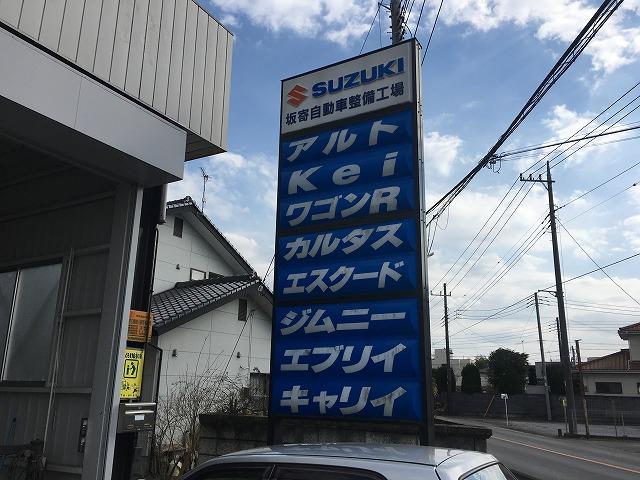 SUZUKI
坂寄自動車整備工場
アルト
Kei
ワゴンR
カルタス
エスクード
ジムニー
エブリイ
キャリイ